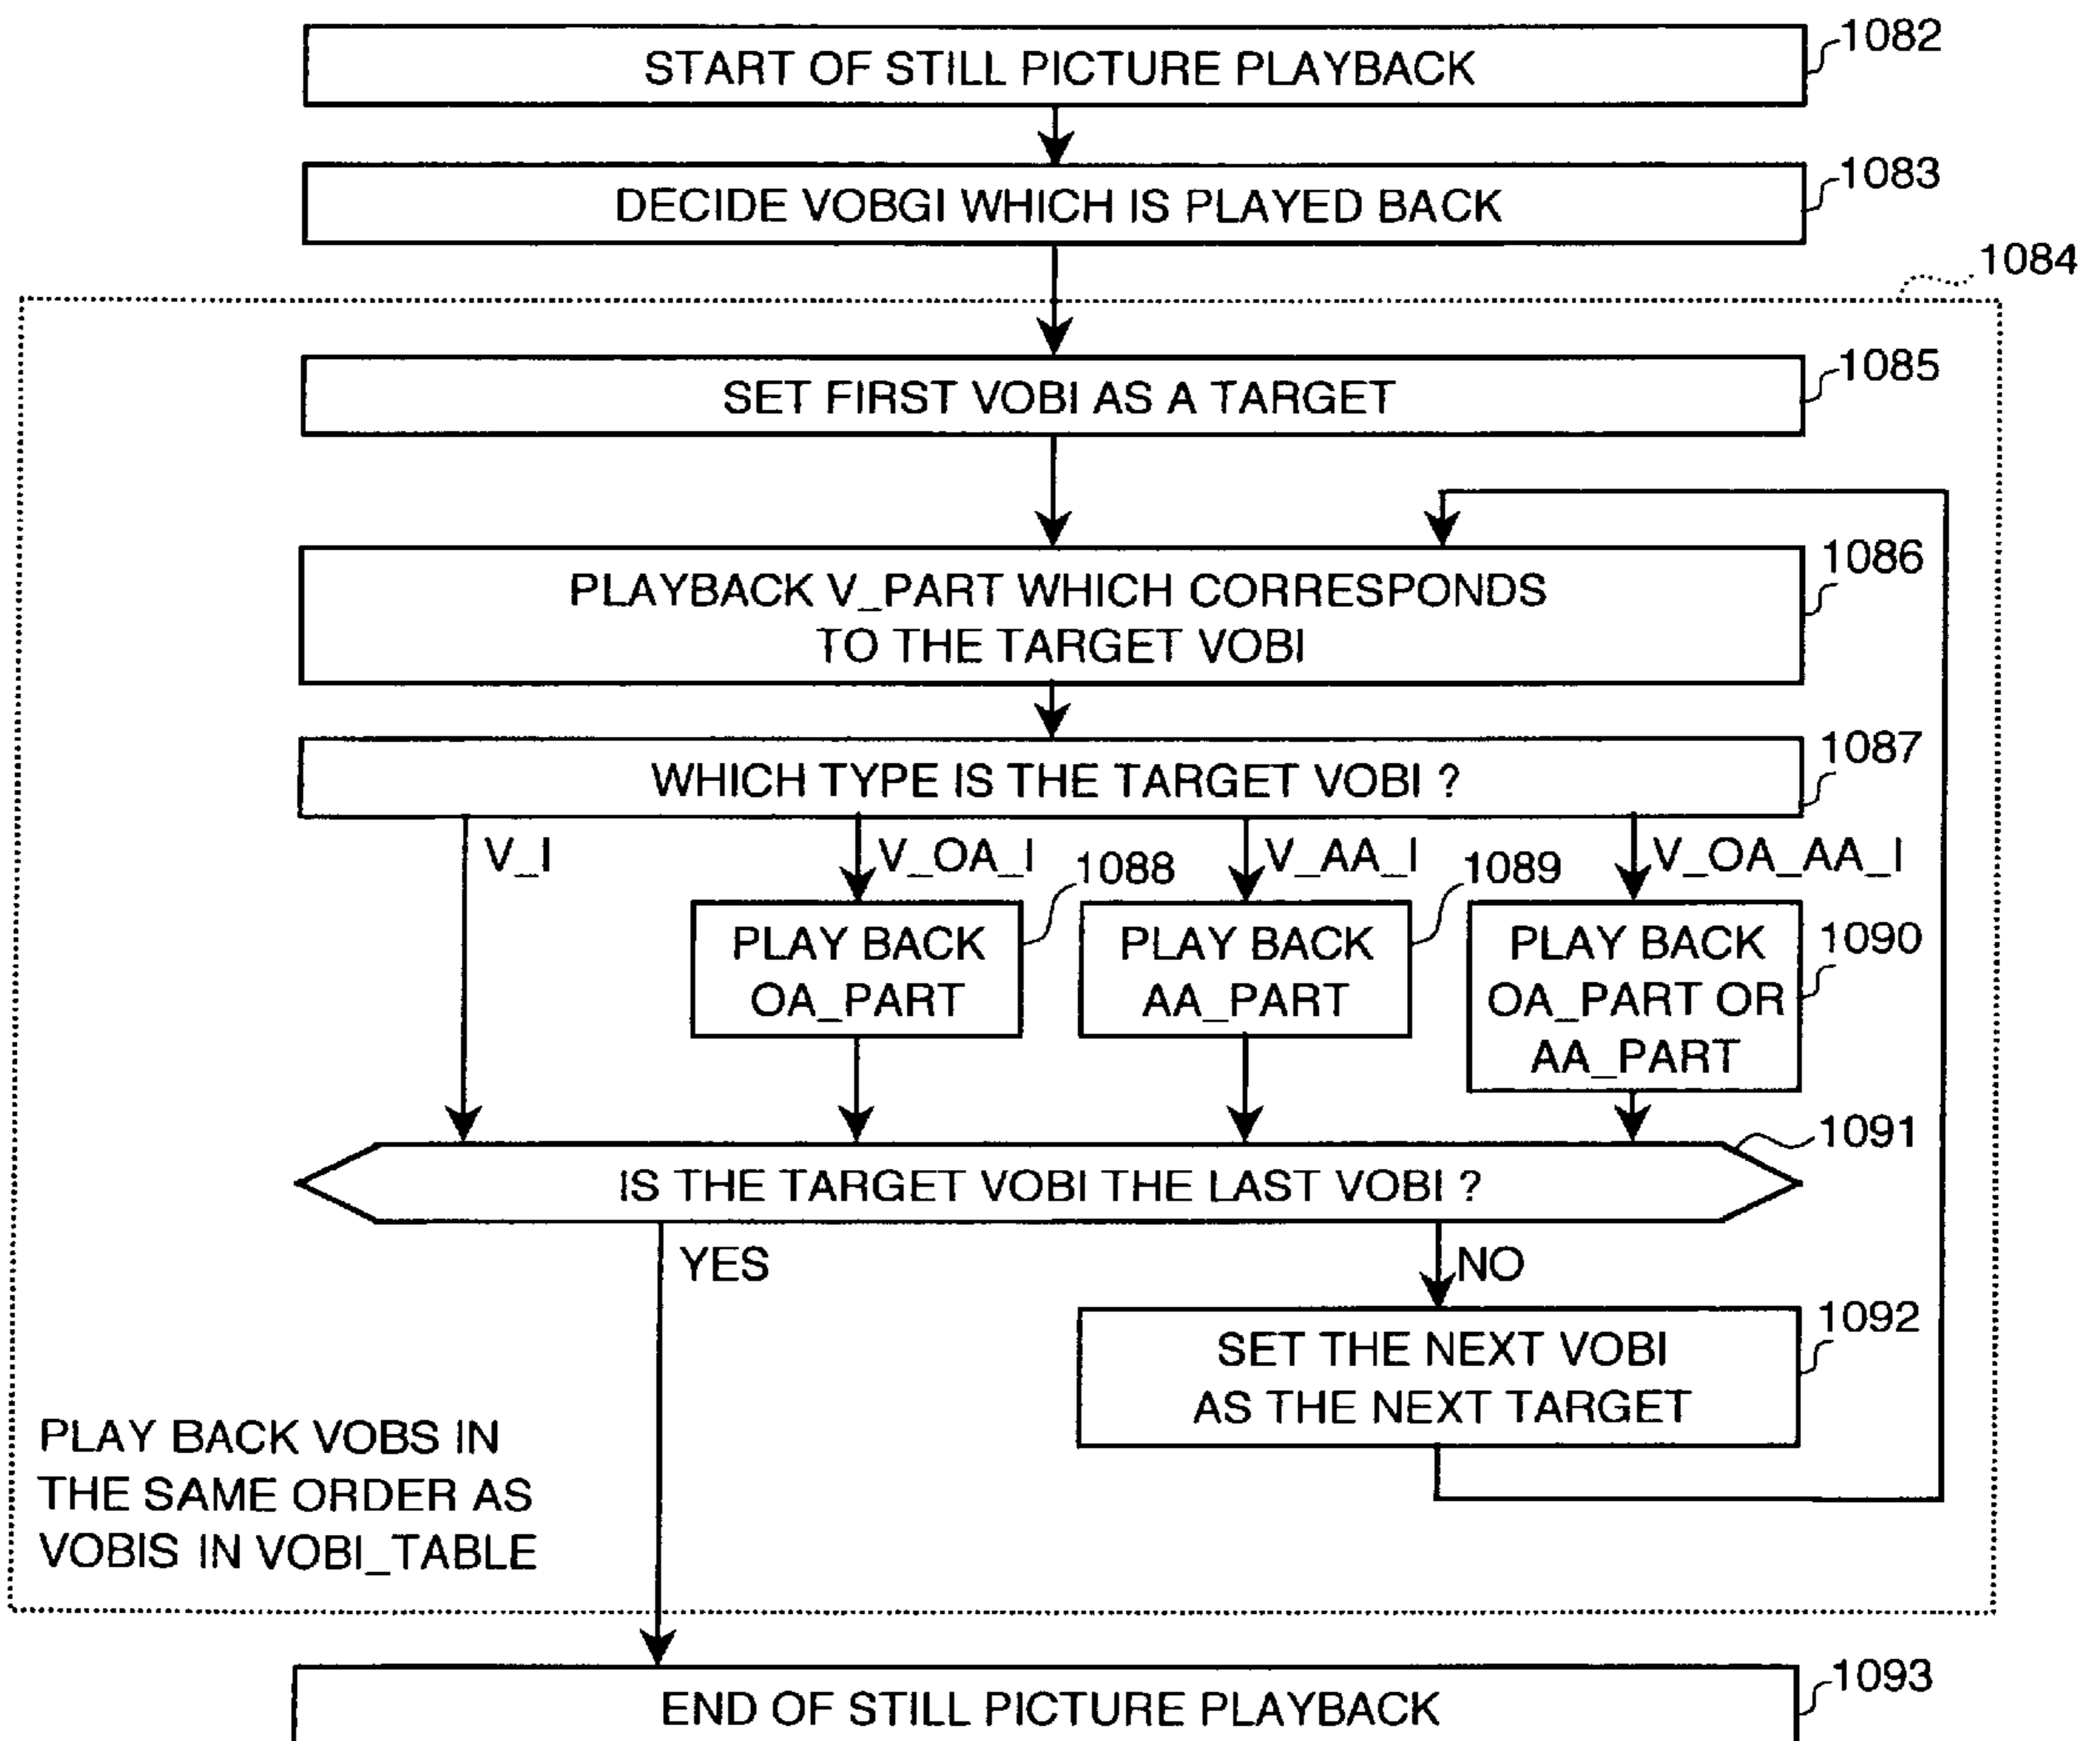 START OF STILL PICTURE PLAYBACK
1082
DECIDE VOBGI WHICH IS PLAYED BACK
1083
1084
SET FIRST VOBI AS A TARGET
1085
PLAYBACK V_PART WHICH CORRESPONDS
TO THE TARGET VOBI
1086
WHICH TYPE IS THE TARGET VOBI ?
1087
V_I
V_OA_I
1088
V_AA_I
1089
V_OA_AA_I
PLAY BACK
OA_PART
PLAY BACK
AA_PART
PLAY BACK
OA_PART OR
AA_PART
1090
1091
IS THE TARGET VOBI THE LAST VOBI ?
YES
NO
SET THE NEXT VOBI
AS THE NEXT TARGET
1092
PLAY BACK VOBS IN
THE SAME ORDER AS
VOBIS IN VOBI_TABLE
END OF STILL PICTURE PLAYBACK
1093